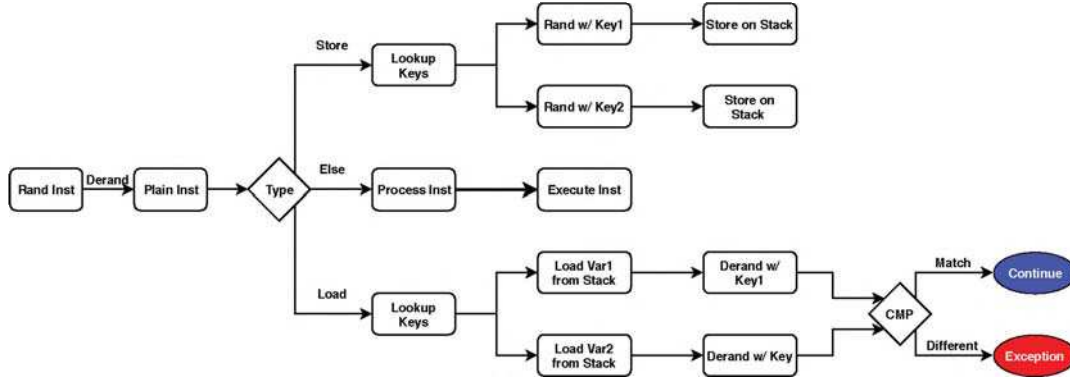 Rand w/ Key1
Store on Stack
Store
Lookup
Keys
Rand w/ Key2
Store on
Stack
Rand Inst
Derand
Plain Inst
Type
Else
Process Inst
Execute Inst
Load
Lookup
Keys
Load Var1
from Stack
Derand w/
Key1
Load Var2
from Stack
Derand w/ Key
CMP
Match
Continue
Different
Exception